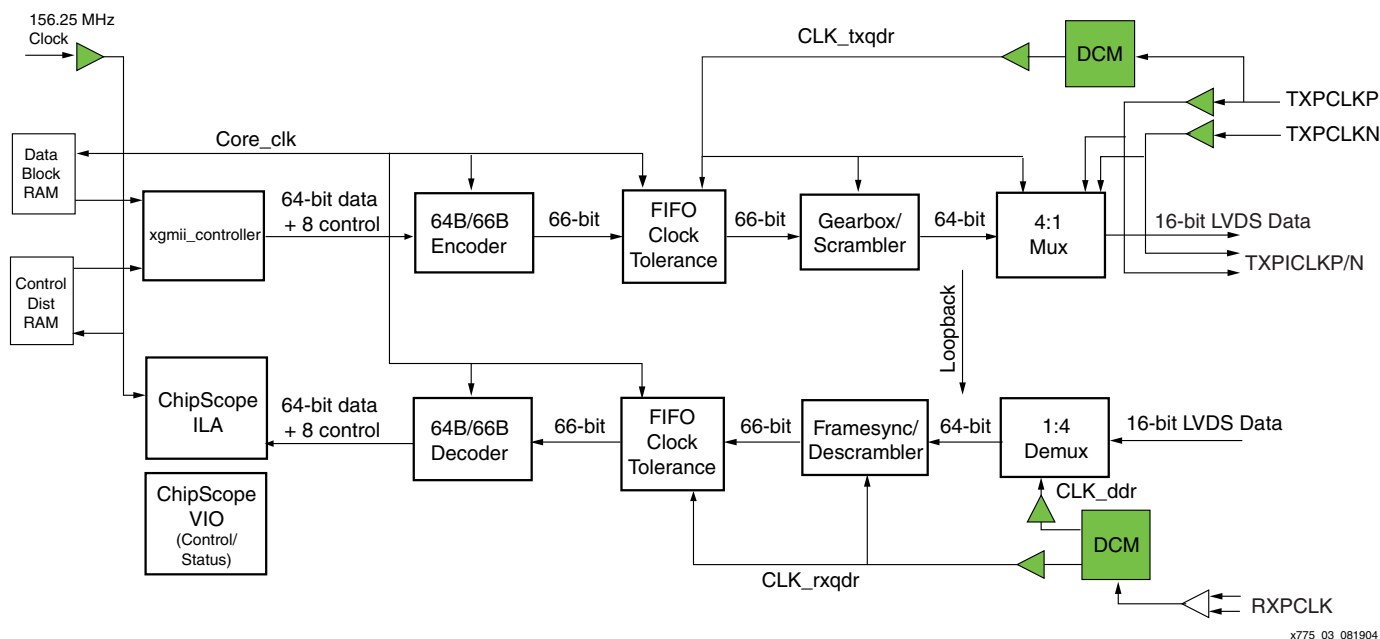 156.25 MHz
Clock
CLK_txqdr
DCM
TXPCLKP
TXPCLKN
Core_clk
Data
Block
RAM
xgmii_controller
64-bit data
+ 8 control
64B/66B
Encoder
66-bit
FIFO
Clock
Tolerance
66-bit
Gearbox/
Scrambler
64-bit
4:1
Mux
16-bit LVDS Data
TXPICLKP/N
Control
Dist
RAM
Loopback
ChipScope
ILA
64-bit data
+ 8 control
64B/66B
Decoder
66-bit
FIFO
Clock
Tolerance
66-bit
Framesync/
Descrambler
64-bit
1:4
Demux
16-bit LVDS Data
ChipScope
VIO
(Control/
Status)
CLK_ddr
DCM
CLK_rxqdr
RXPCLK
x775_03_081904